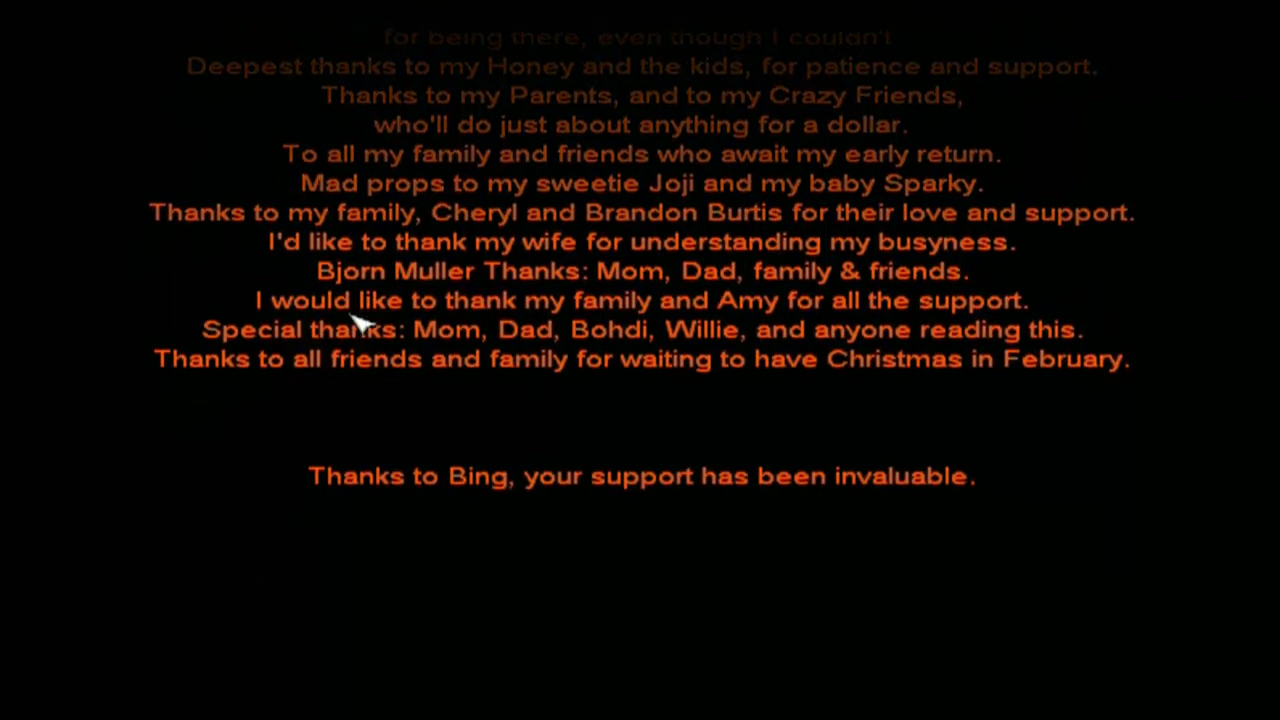 for being there, even though I couldn't
Deepest thanks to my Honey and the kids, for patience and support.
Thanks to my Parents, and to my Crazy Friends,
who'll do just about anything for a dollar.
To all my family and friends who await my early return.
Mad props to my sweetie Joji and my baby Sparky.
Thanks to my family, Cheryl and Brandon Burtis for their love and support.
I'd like to thank my wife for understanding my busyness.
Bjorn Muller Thanks: Mom, Dad, family & friends.
I would like to thank my family and Amy for all the support.
Special thanks: Mom, Dad, Bohdi, Willie, and anyone reading this.
Thanks to all friends and family for waiting to have Christmas in February.
Thanks to Bing, your support has been invaluable.